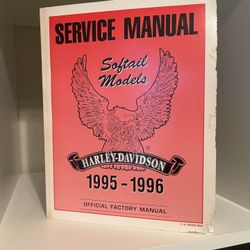 SERVICE MANUAL
Softail
Models
HARLEY-DAVIDSON
1995-1996
OFFICIAL FACTORY MANUAL